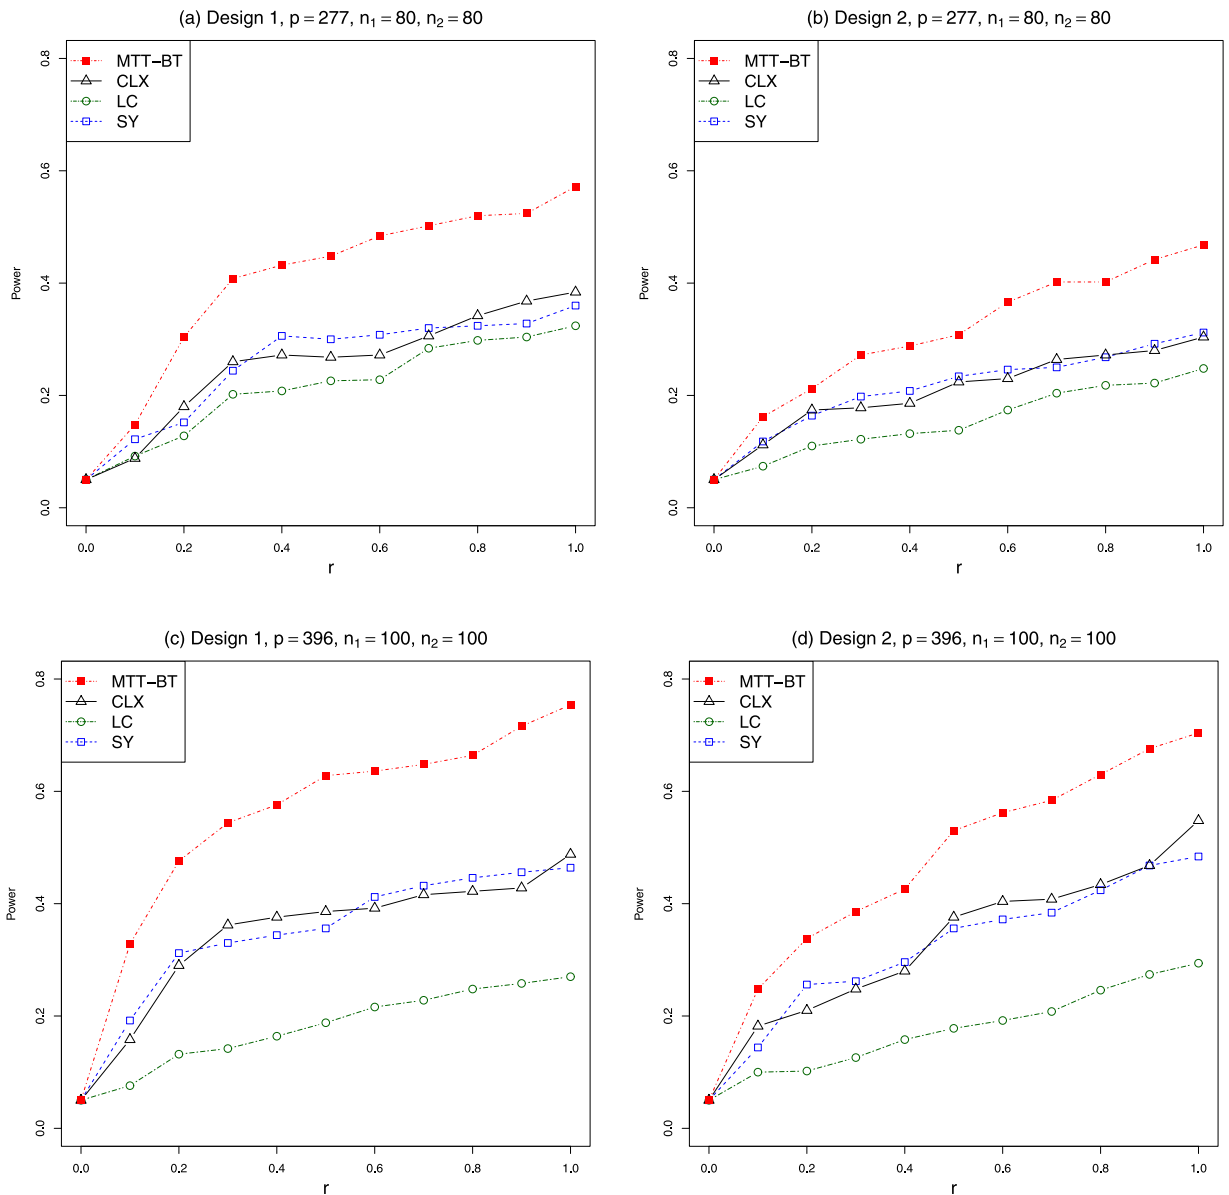 (a) Design 1, p = 277, n₁ = 80, n₂ = 80
MTT−BT
CLX
LC
SY
Power
0.0 0.2 0.4 0.6 0.8
0.0 0.2 0.4 0.6 0.8 1.0
r
(b) Design 2, p = 277, n₁ = 80, n₂ = 80
MTT−BT
CLX
LC
SY
Power
0.0 0.2 0.4 0.6 0.8
0.0 0.2 0.4 0.6 0.8 1.0
r
(c) Design 1, p = 396, n₁ = 100, n₂ = 100
MTT−BT
CLX
LC
SY
Power
0.0 0.2 0.4 0.6 0.8
0.0 0.2 0.4 0.6 0.8 1.0
r
(d) Design 2, p = 396, n₁ = 100, n₂ = 100
MTT−BT
CLX
LC
SY
Power
0.0 0.2 0.4 0.6 0.8
0.0 0.2 0.4 0.6 0.8 1.0
r